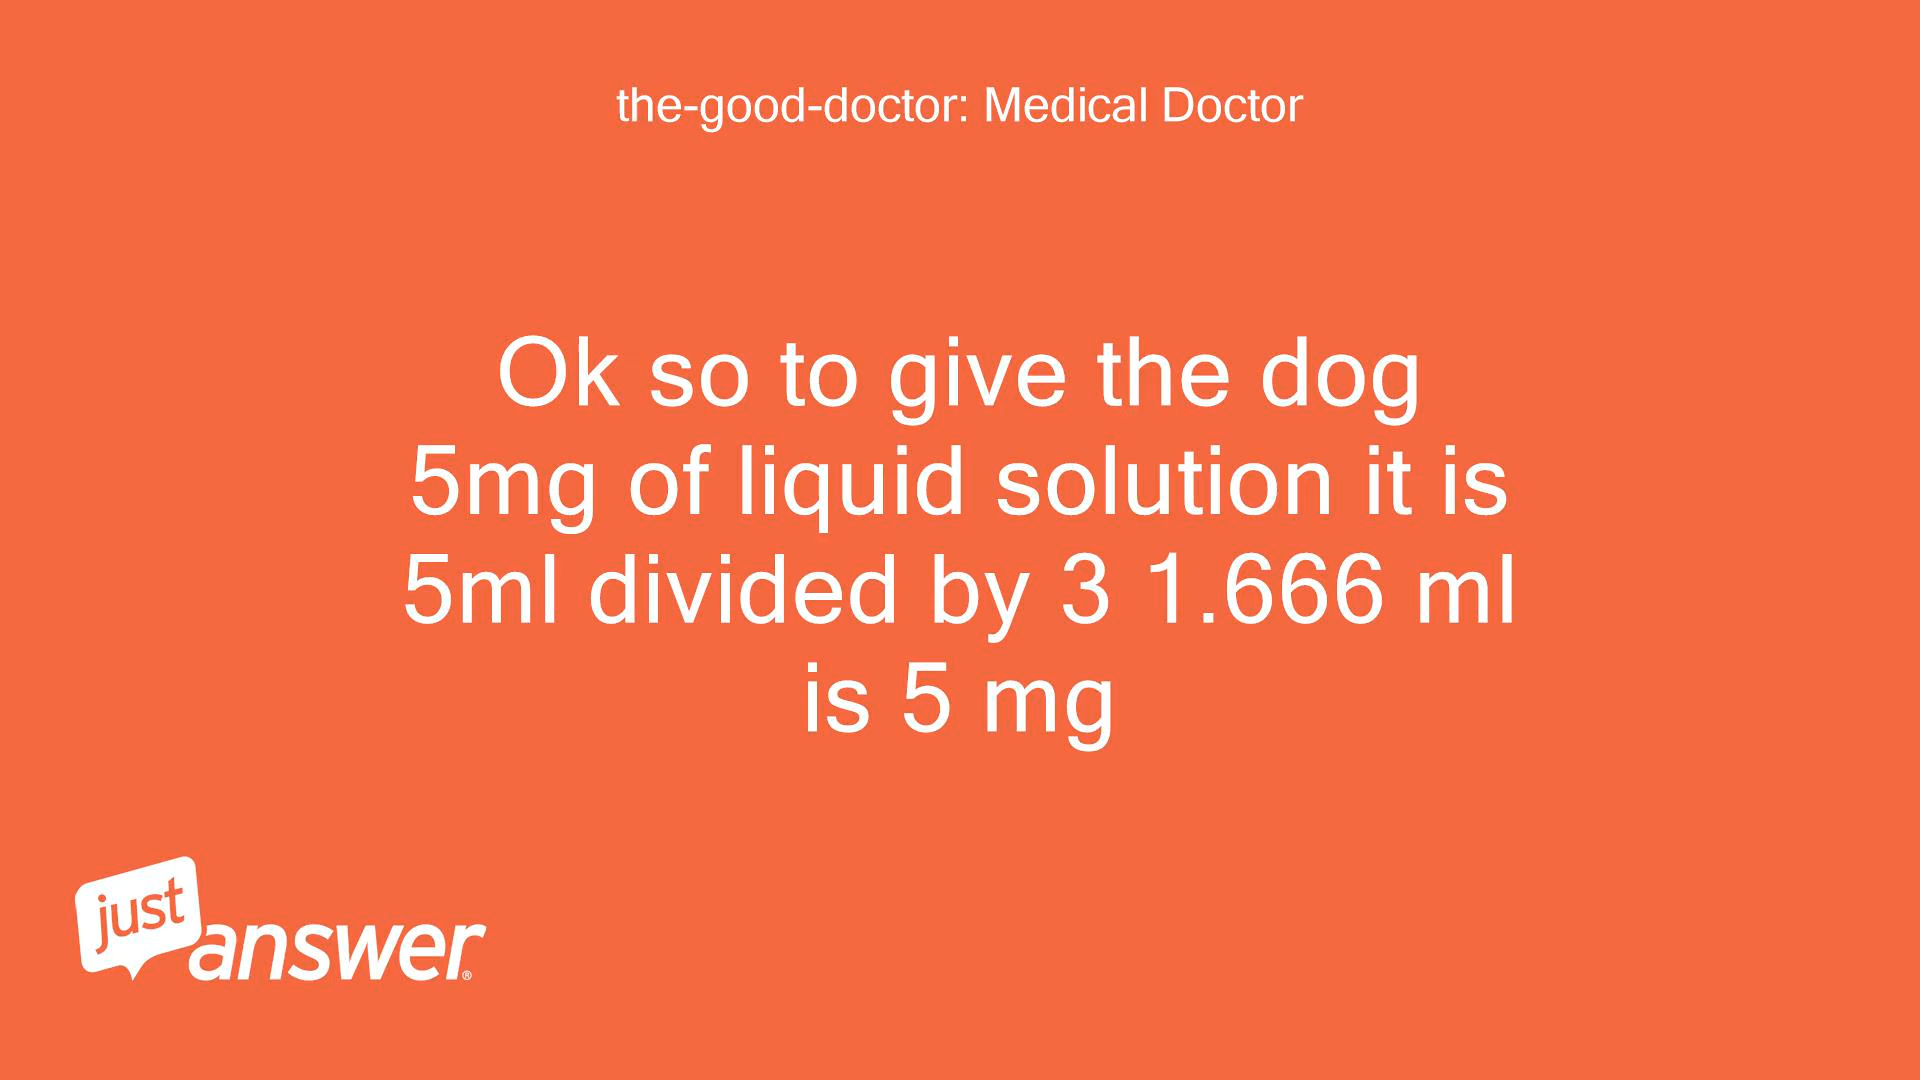 the-good-doctor: Medical Doctor
Ok so to give the dog
5mg of liquid solution it is
5ml divided by 3 1.666 ml
is 5 mg
just
answer®